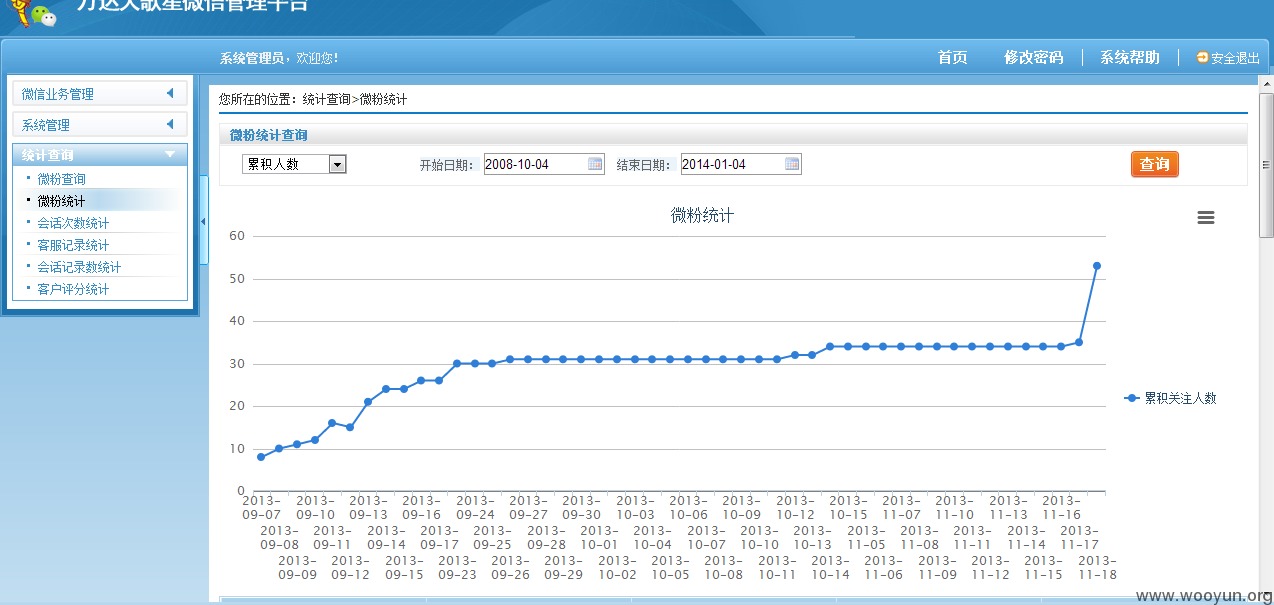 万达大歌星微信管理平台
系统管理员，欢迎您！
首页 修改密码 系统帮助 安全退出
微信业务管理
系统管理
统计查询
微粉查询
微粉统计
会话次数统计
客服记录统计
会话记录数统计
客户评分统计
您所在的位置：统计查询>微粉统计
微粉统计查询
累积人数 开始日期： 2008-10-04 结束日期： 2014-01-04 查询
微粉统计
60
50
40
30
20
10
0
累积关注人数
2013-09-07 2013-09-10 2013-09-13 2013-09-16 2013-09-24 2013-09-27 2013-09-30 2013-10-03 2013-10-06 2013-10-09 2013-10-12 2013-10-15 2013-11-07 2013-11-10 2013-11-13 2013-11-16
2013-09-08 2013-09-11 2013-09-14 2013-09-17 2013-09-25 2013-09-28 2013-10-01 2013-10-04 2013-10-07 2013-10-10 2013-10-13 2013-11-05 2013-11-08 2013-11-11 2013-11-14 2013-11-17
2013-09-09 2013-09-12 2013-09-15 2013-09-23 2013-09-26 2013-09-29 2013-10-02 2013-10-05 2013-10-08 2013-10-11 2013-10-14 2013-11-06 2013-11-09 2013-11-12 2013-11-15 2013-11-18
www.wooyun.org